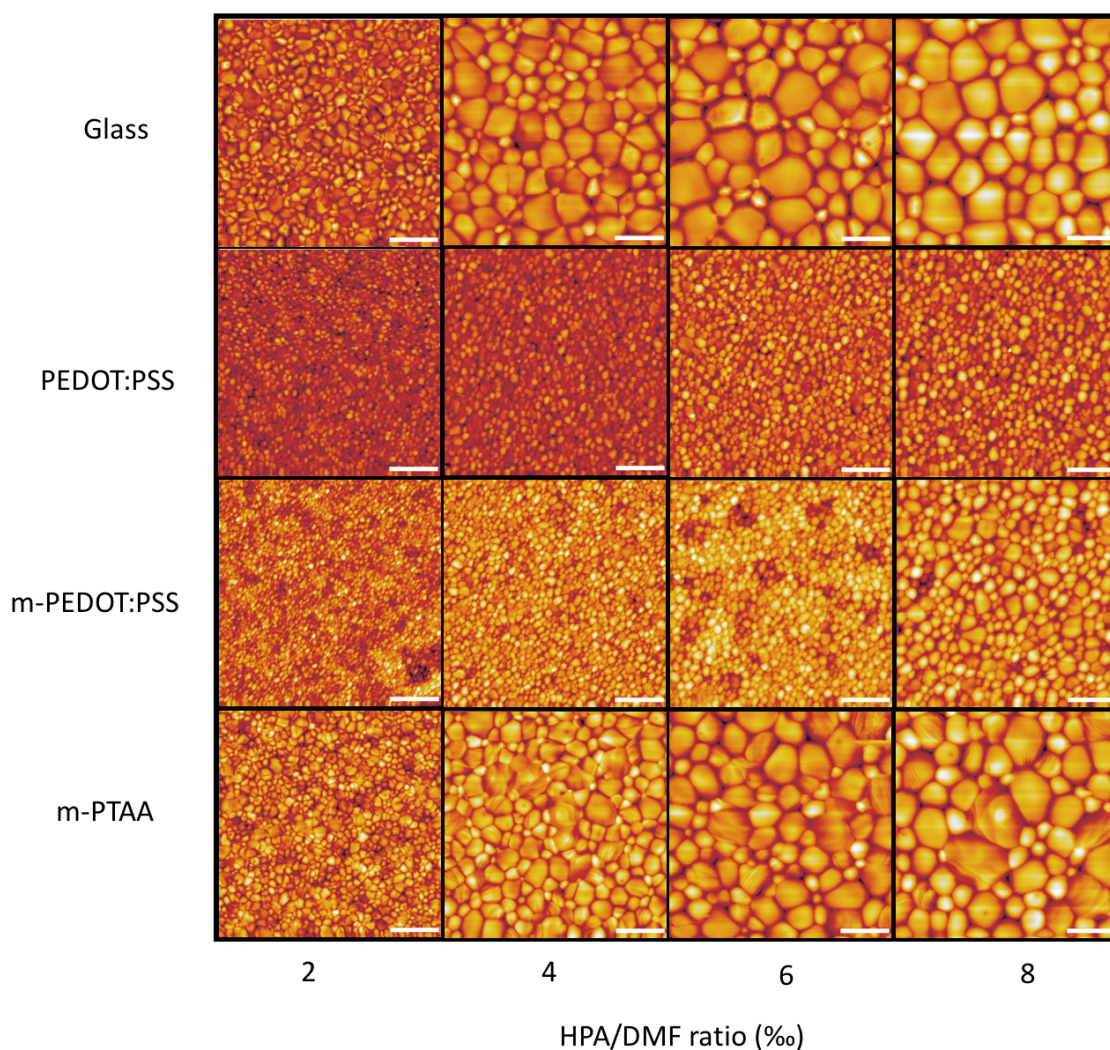 Glass
PEDOT:PSS
m-PEDOT:PSS
m-PTAA
2 4 6 8
HPA/DMF ratio (‰)